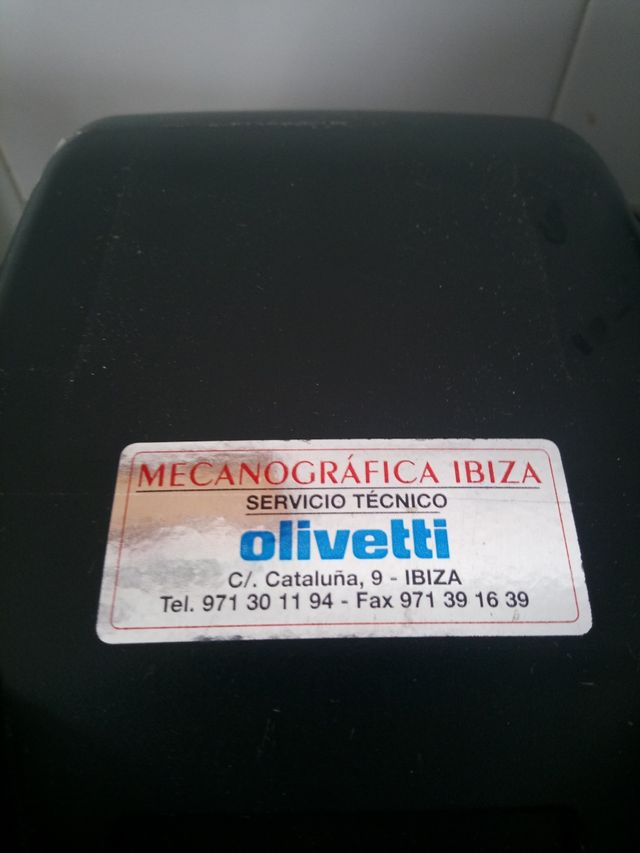 MECANOGRÁFICA IBIZA
SERVICIO TÉCNICO
olivetti
C/. Cataluña, 9 - IBIZA
Tel. 971 30 11 94 - Fax 971 39 16 39